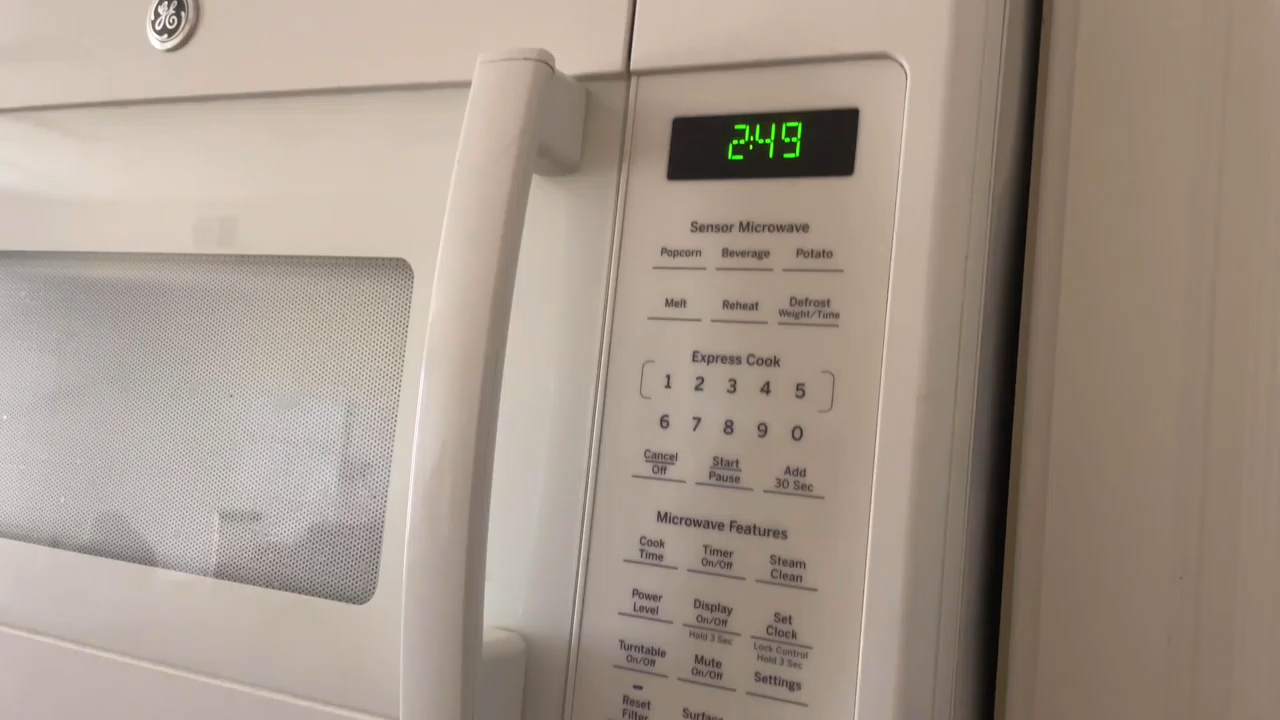 GE
2:49
Sensor Microwave
Popcorn Beverage Potato
Melt Reheat Defrost
Weight/Time
Express Cook
1 2 3 4 5
6 7 8 9 0
Cancel
Off
Start
Pause
Add
30 Sec
Microwave Features
Cook
Time
Timer
On/Off
Steam
Clean
Power
Level
Display
On/Off
Hold 3 Sec
Set
Clock
Lock Control
Hold 3 Sec
Turntable
On/Off
Mute
On/Off
Settings
Reset
Filter
Surface